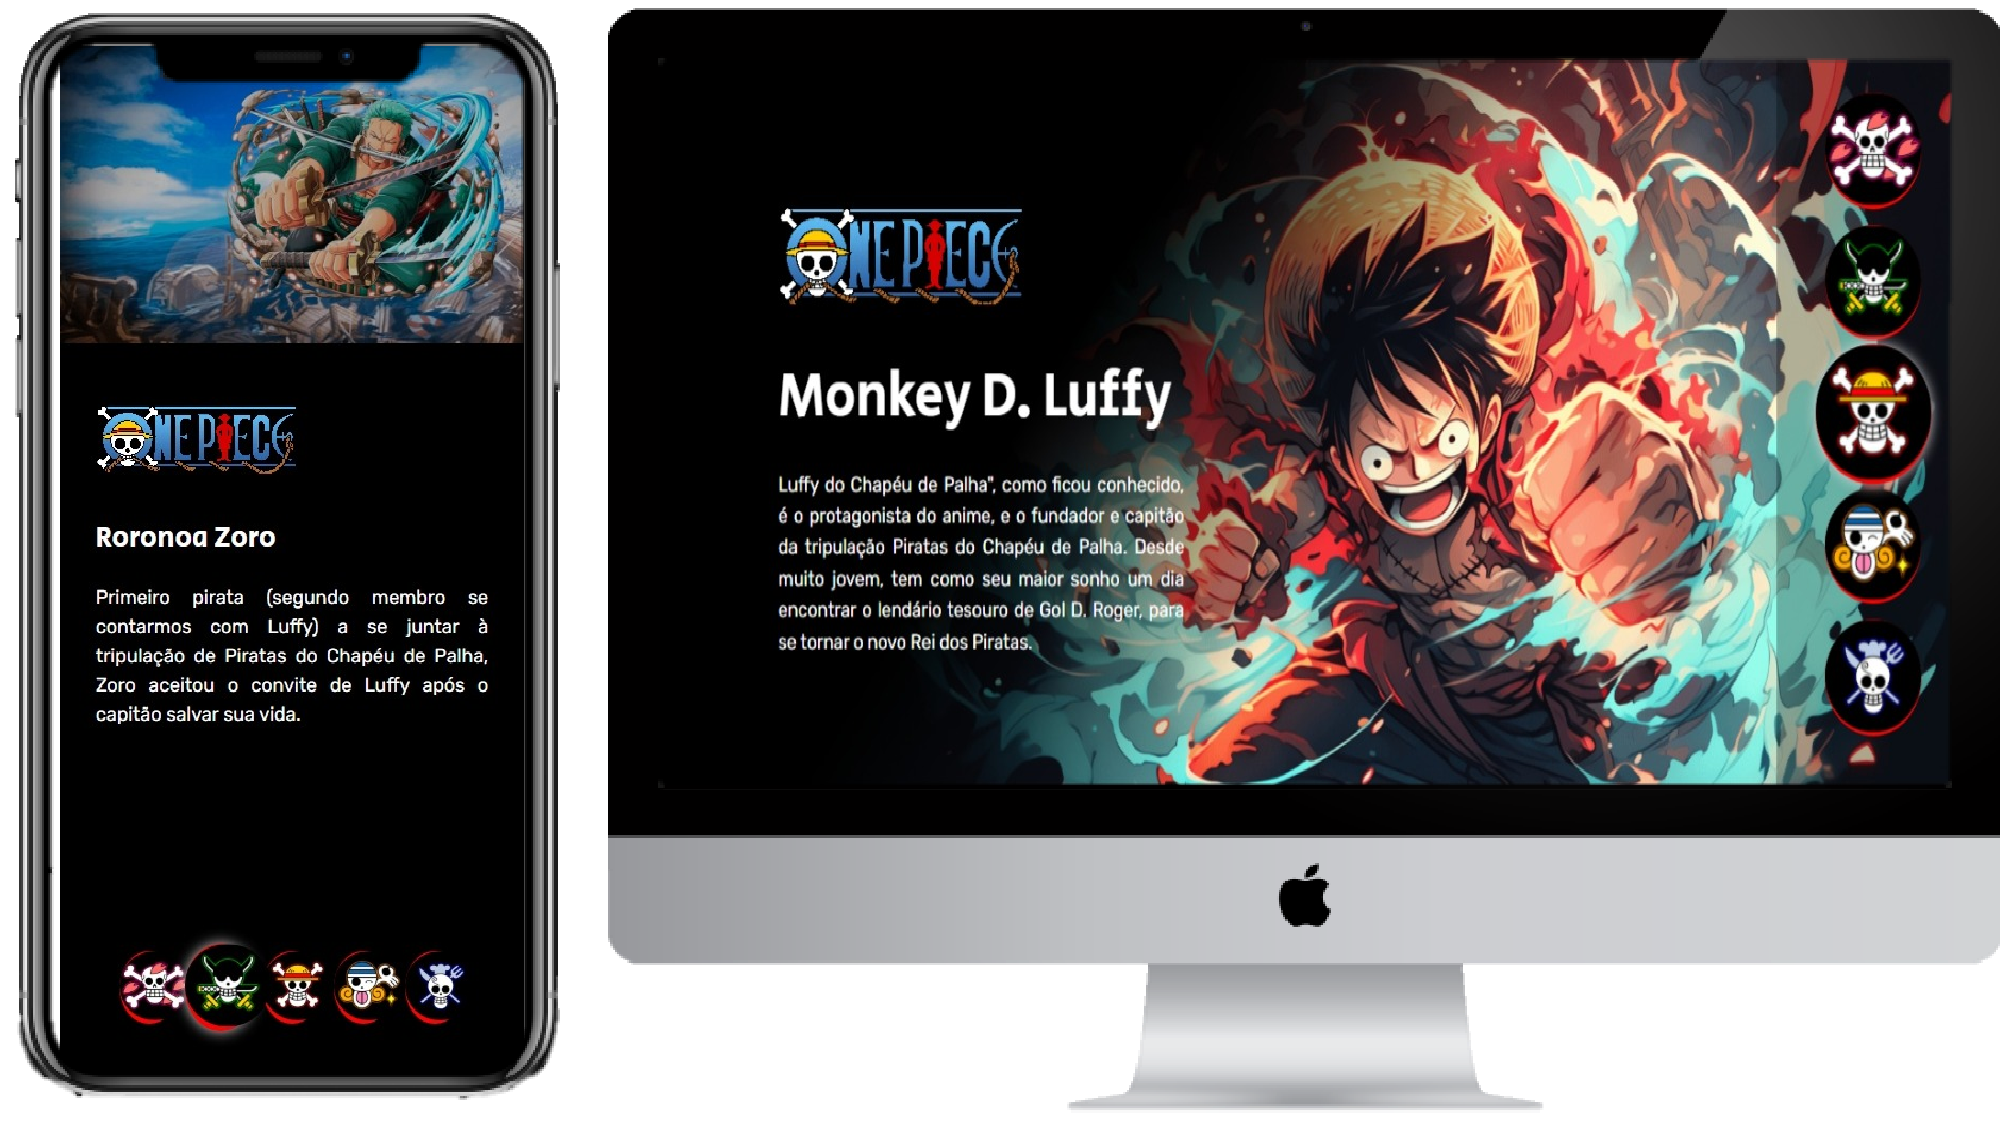 ONE PIECE
Roronoa Zoro
Primeiro pirata (segundo membro se
contarmos com Luffy) a se juntar à
tripulação de Piratas do Chapéu de Palha,
Zoro aceitou o convite de Luffy após o
capitão salvar sua vida.
ONE PIECE
Monkey D. Luffy
Luffy do Chapéu de Palha", como ficou conhecido,
é o protagonista do anime, e o fundador e capitão
da tripulação Piratas do Chapéu de Palha. Desde
muito jovem, tem como seu maior sonho um dia
encontrar o lendário tesouro de Gol D. Roger, para
se tornar o novo Rei dos Piratas.